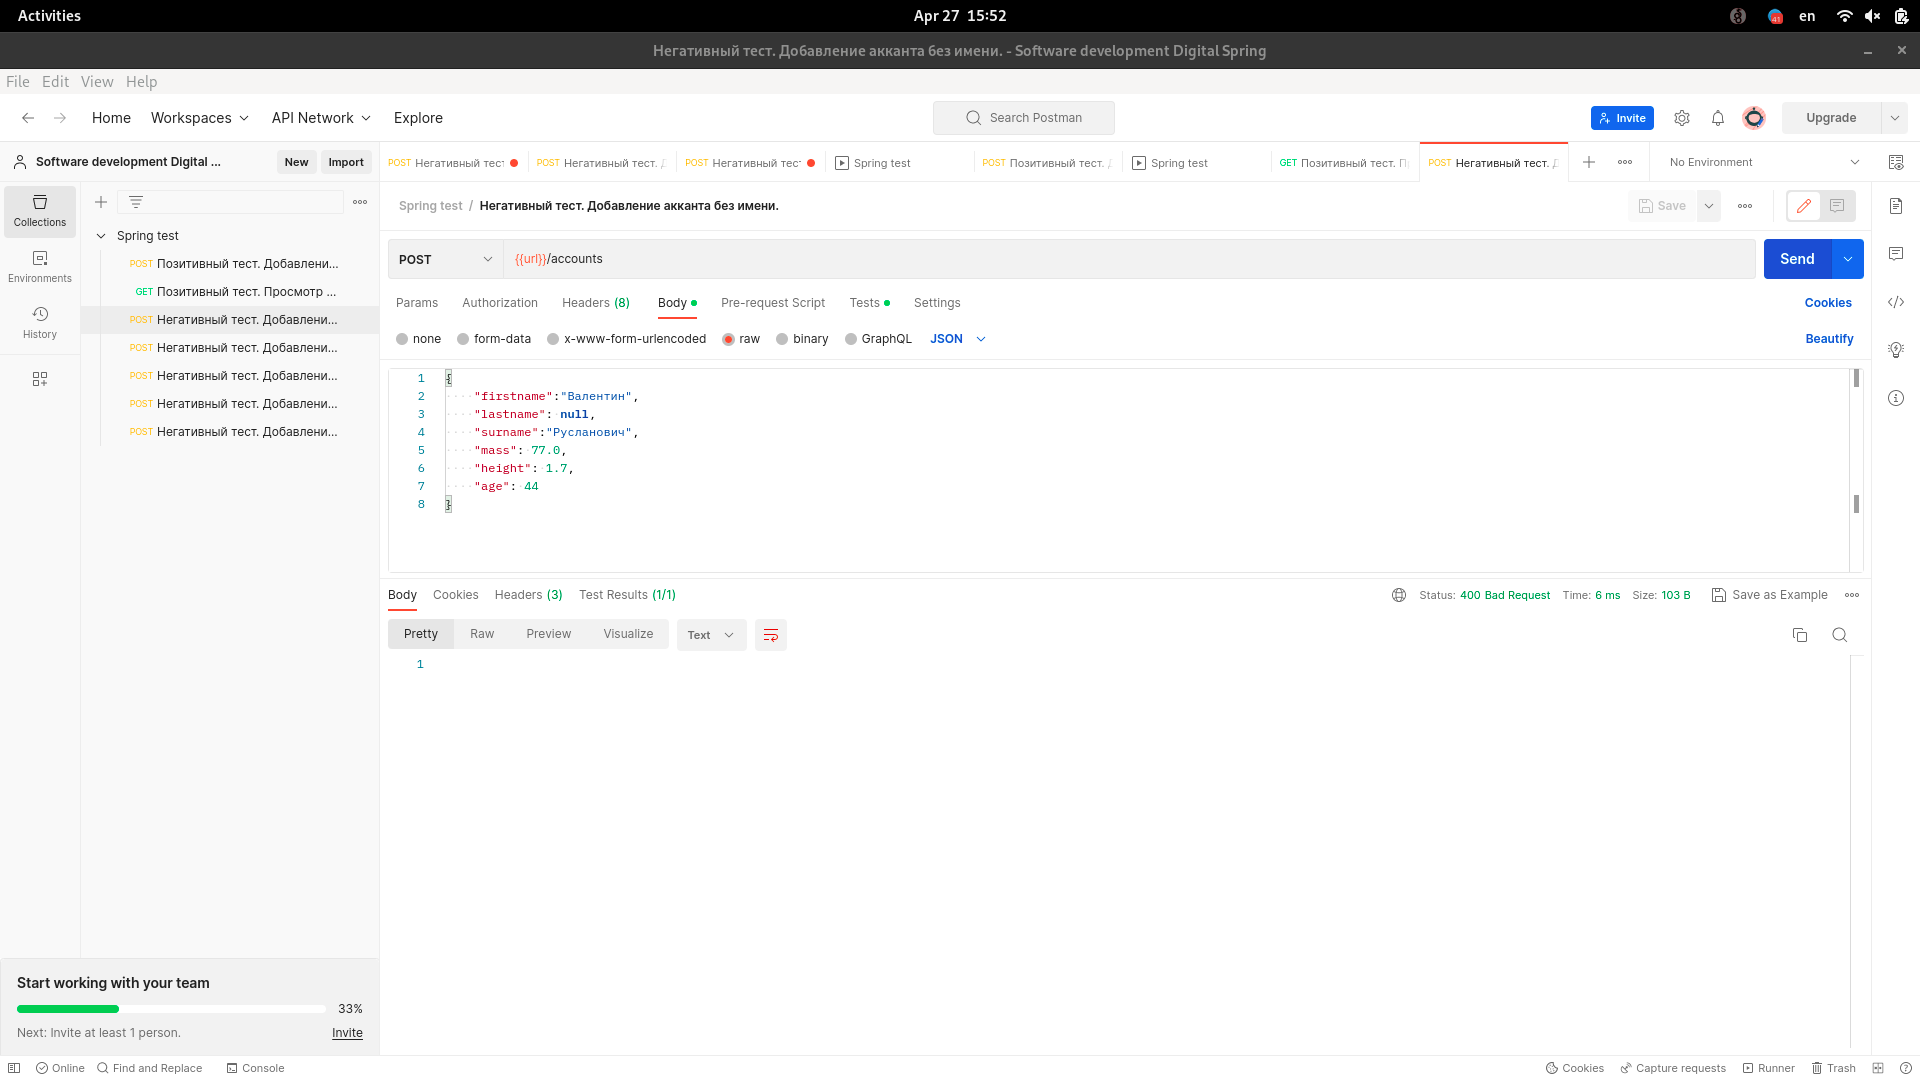 Activities
Apr 27 15:52
en
Негативный тест. Добавление акканта без имени. - Software development Digital Spring
File Edit View Help
Home Workspaces API Network Explore
Search Postman
Invite
Upgrade
Software development Digital ...
New Import
POST Негативный тест
POST Негативный тест.
POST Негативный тест
Spring test
POST Позитивный тест.
Spring test
GET Позитивный тест. П
POST Негативный тест.
No Environment
Collections
Environments
History
Spring test
POST Позитивный тест. Добавлени...
GET Позитивный тест. Просмотр ...
POST Негативный тест. Добавлени...
POST Негативный тест. Добавлени...
POST Негативный тест. Добавлени...
POST Негативный тест. Добавлени...
POST Негативный тест. Добавлени...
Spring test / Негативный тест. Добавление акканта без имени.
Save
POST {{url}}/accounts
Send
Params Authorization Headers (8) Body Pre-request Script Tests Settings
Cookies
none form-data x-www-form-urlencoded raw binary GraphQL JSON
Beautify
1 {
2 "firstname":"Валентин",
3 "lastname": null,
4 "surname":"Русланович",
5 "mass": 77.0,
6 "height": 1.7,
7 "age": 44
8 }
Body Cookies Headers (3) Test Results (1/1)
Status: 400 Bad Request Time: 6 ms Size: 103 B
Save as Example
Pretty Raw Preview Visualize Text
1
Start working with your team
33%
Next: Invite at least 1 person.
Invite
Online Find and Replace Console
Cookies Capture requests Runner Trash